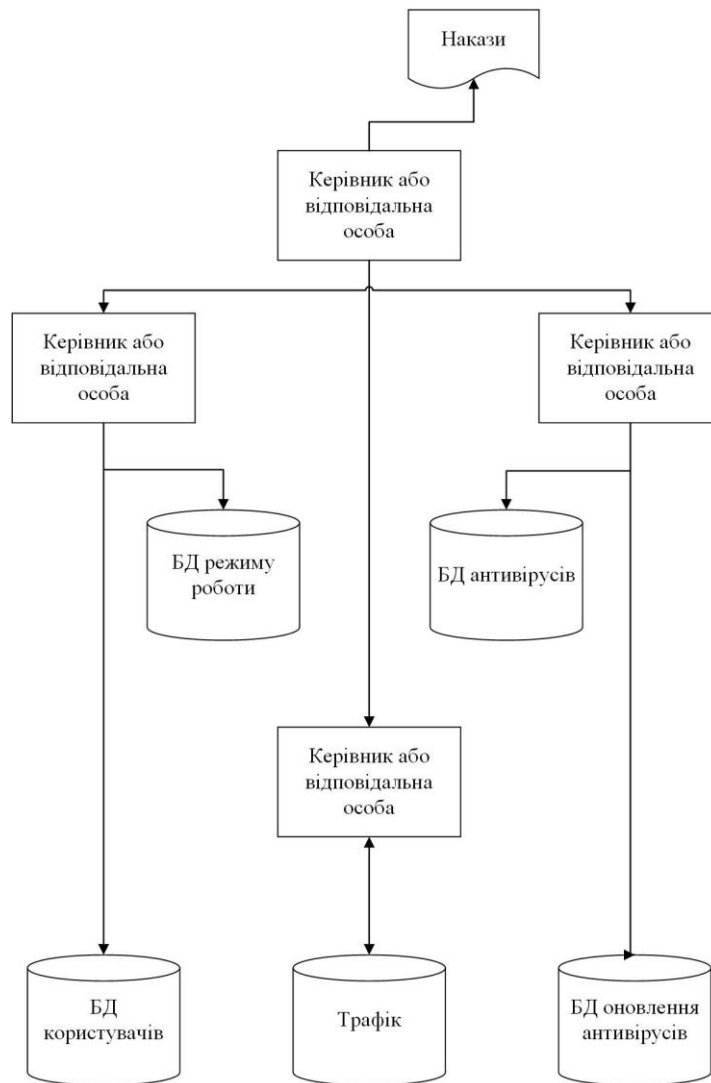 Накази
Керівник або
відповідальна
особа
Керівник або
відповідальна
особа
Керівник або
відповідальна
особа
БД режиму
роботи
БД антивірусів
Керівник або
відповідальна
особа
БД
користувачів
Трафік
БД оновлення
антивірусів